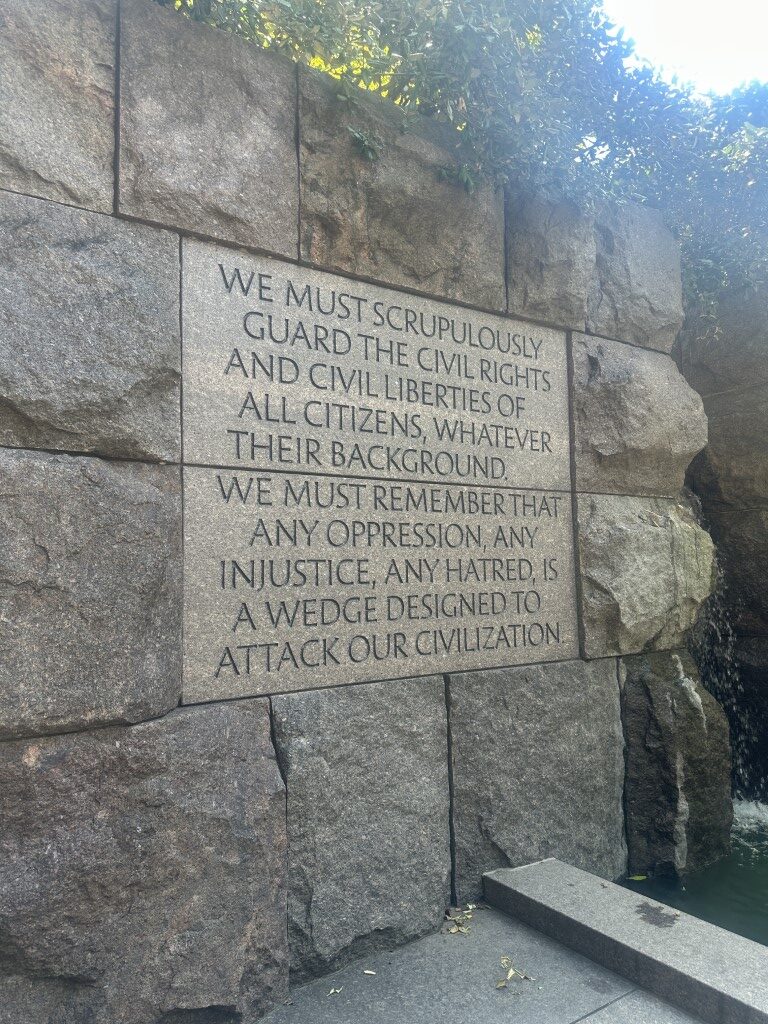 WE MUST SCRUPULOUSLY
GUARD THE CIVIL RIGHTS
AND CIVIL LIBERTIES OF
ALL CITIZENS, WHATEVER
THEIR BACKGROUND.
WE MUST REMEMBER THAT
ANY OPPRESSION, ANY
INJUSTICE, ANY HATRED, IS
A WEDGE DESIGNED TO
ATTACK OUR CIVILIZATION.